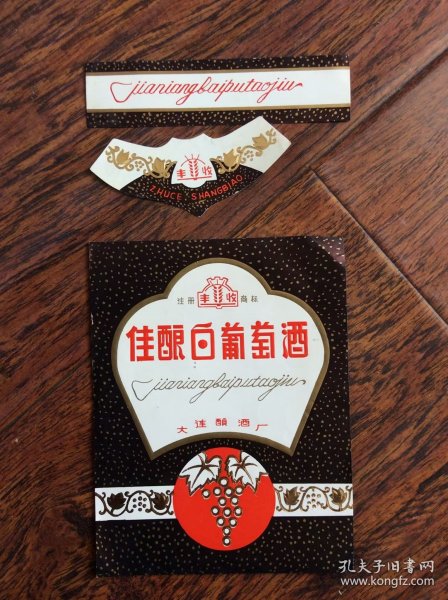 jianiangbaiputaojiu
丰收
ZHUCE SHANGBIAO
注册 丰收 商标
佳酿白葡萄酒
jianiangbaiputaojiu
大连酿酒厂
孔夫子旧书网
www.kongfz.com